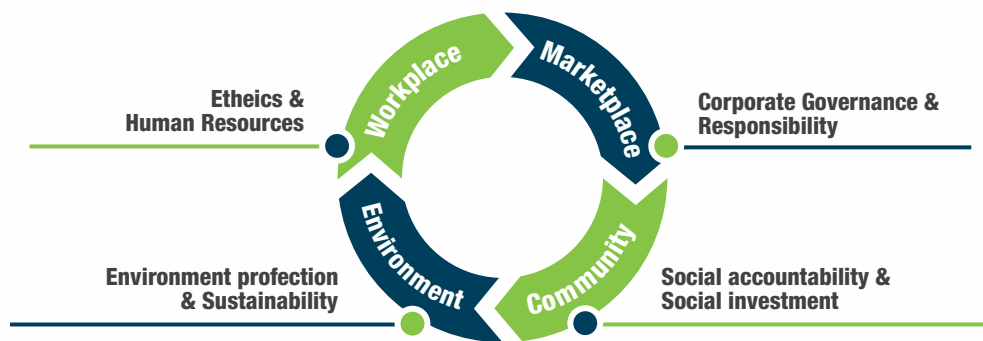 Workplace
Marketplace
Etheics &
Human Resources
Corporate Governance &
Responsibility
Environment
Community
Environment profection
& Sustainability
Social accountability &
Social investment